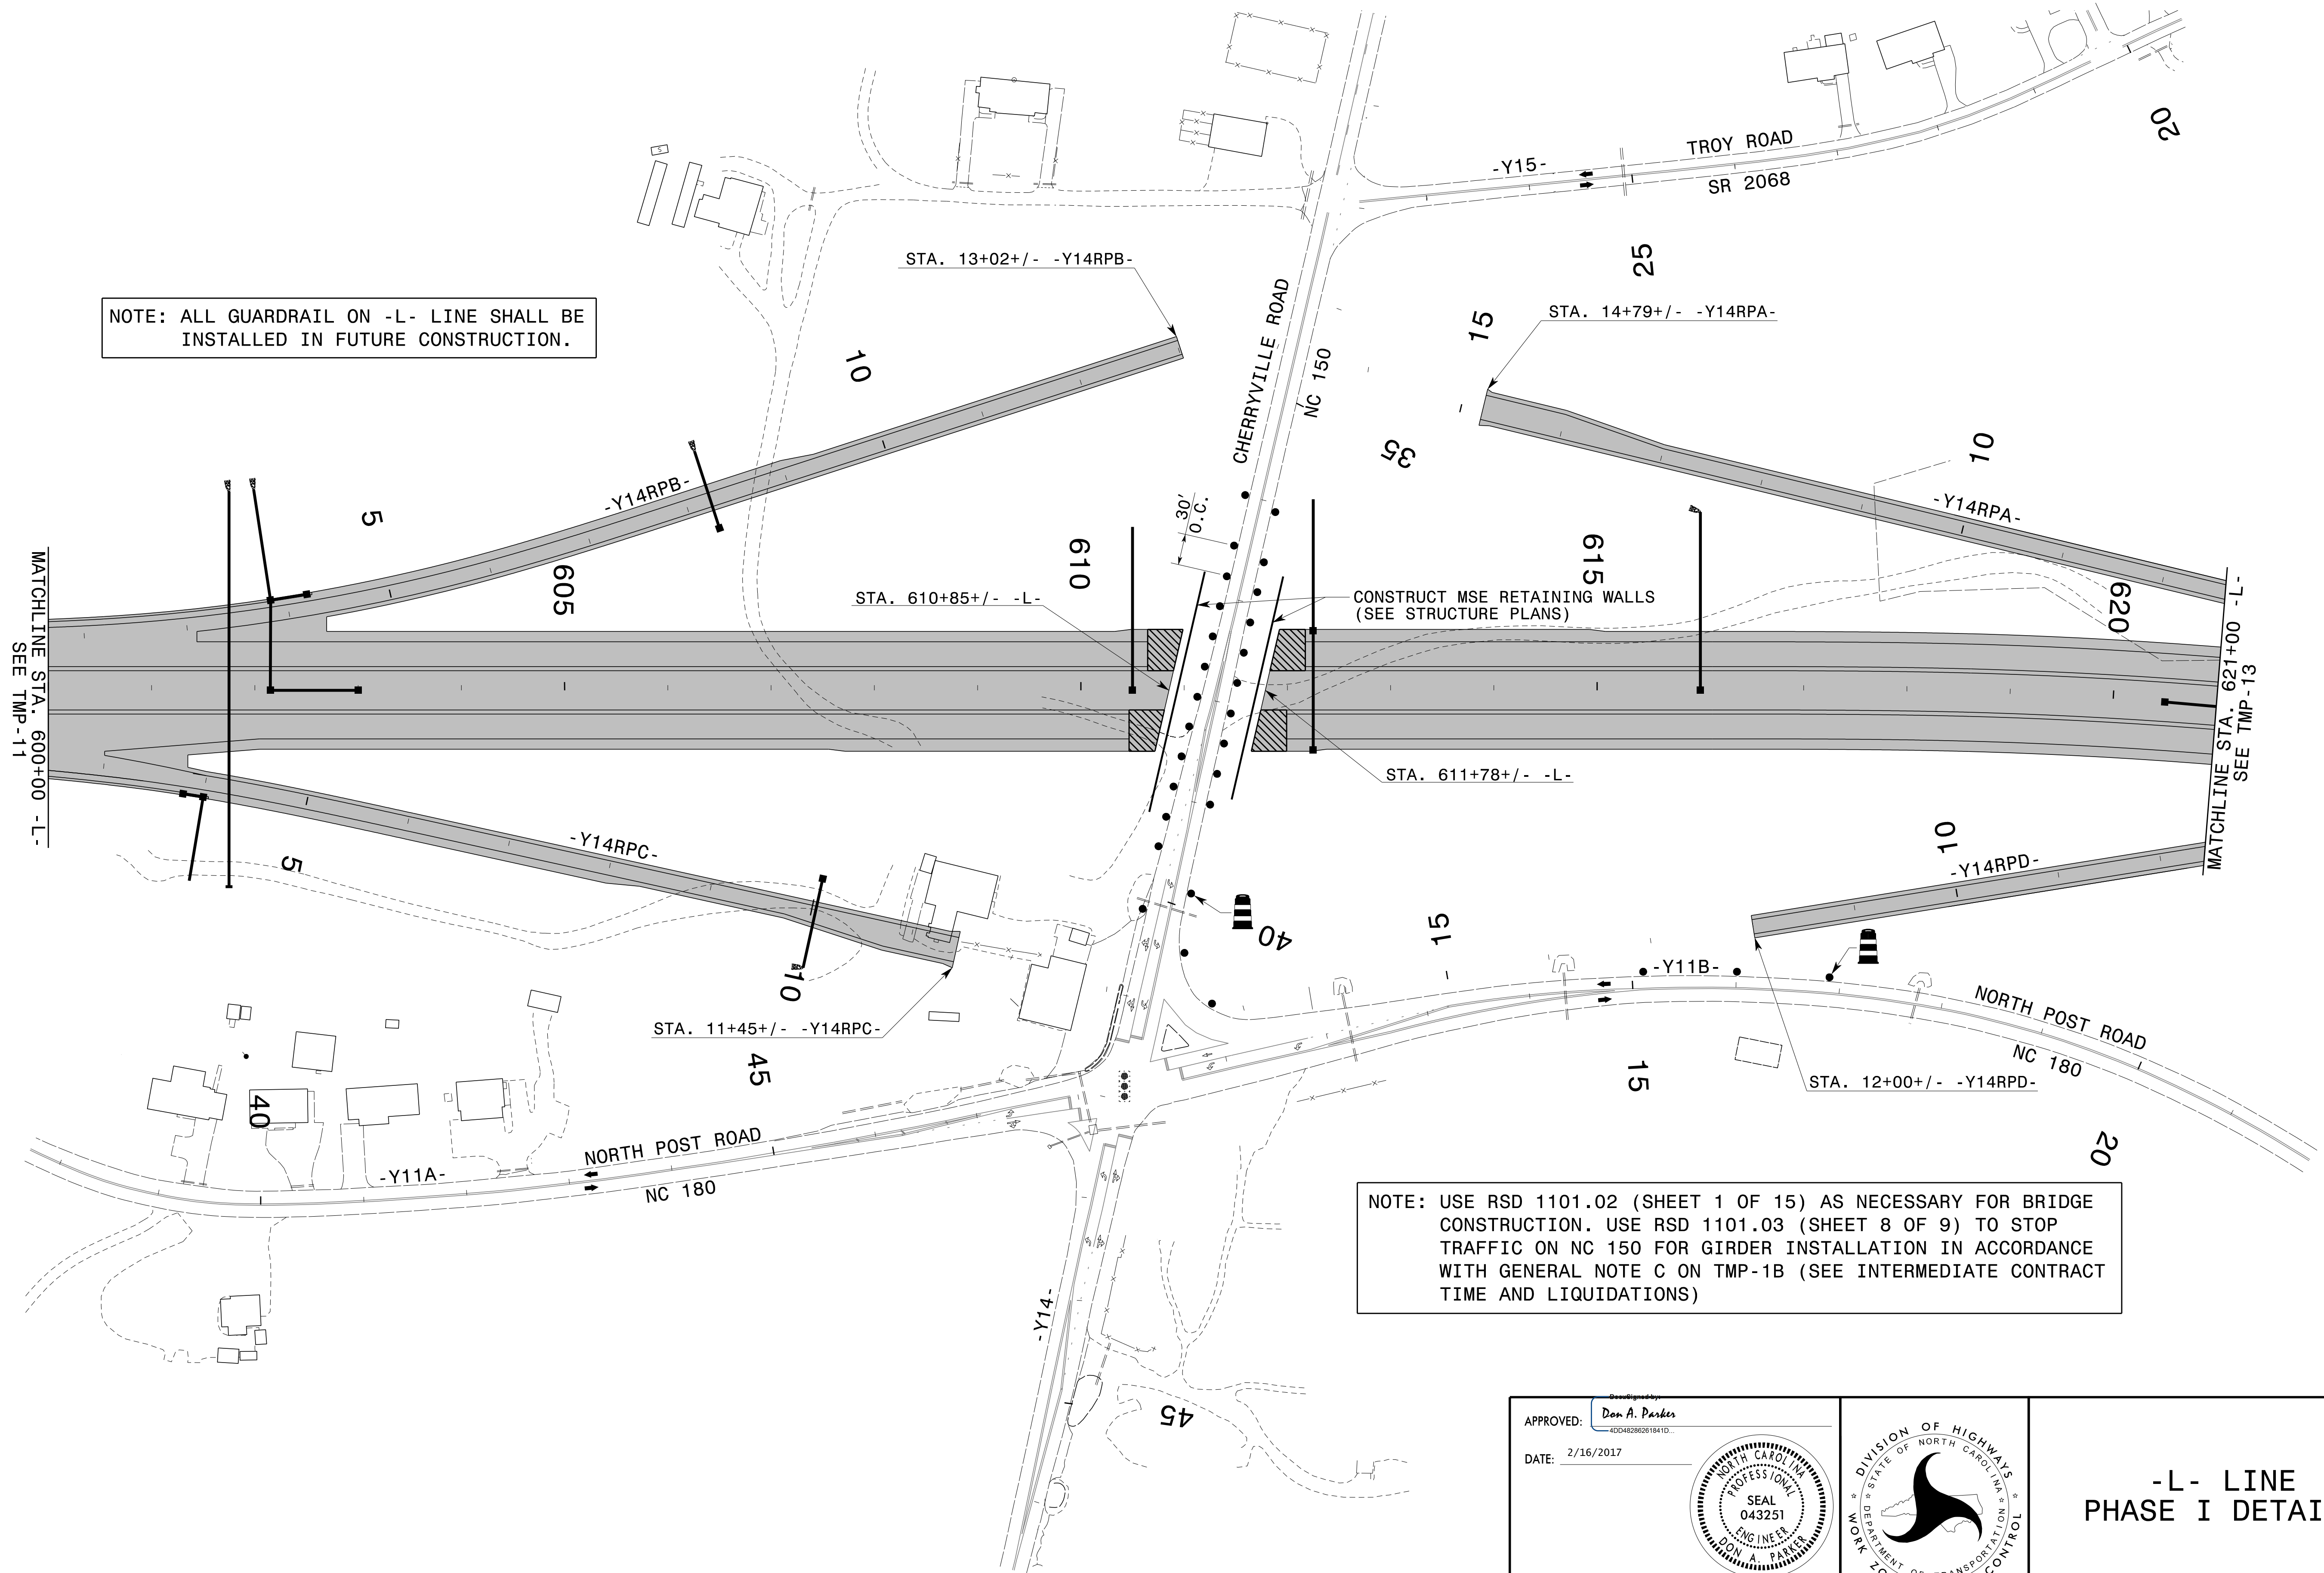 TROY ROAD
-Y15-
SR 2068
20
25
STA. 13+02+/- -Y14RPB-
STA. 14+79+/- -Y14RPA-
15
NOTE: ALL GUARDRAIL ON -L- LINE SHALL BE
INSTALLED IN FUTURE CONSTRUCTION.
CHERRYVILLE ROAD
NC 150
10
35
10
-Y14RPB-
-Y14RPA-
5
30'
O.C.
605
610
615
620
MATCHLINE STA. 600+00 -L-
SEE TMP-11
STA. 610+85+/- -L-
CONSTRUCT MSE RETAINING WALLS
(SEE STRUCTURE PLANS)
MATCHLINE STA. 621+00 -L-
SEE TMP-13
STA. 611+78+/- -L-
-Y14RPC-
5
10
-Y14RPD-
40
15
10
-Y11B-
NORTH POST ROAD
NC 180
STA. 11+45+/- -Y14RPC-
45
15
STA. 12+00+/- -Y14RPD-
40
NORTH POST ROAD
-Y11A-
NC 180
20
NOTE: USE RSD 1101.02 (SHEET 1 OF 15) AS NECESSARY FOR BRIDGE
CONSTRUCTION. USE RSD 1101.03 (SHEET 8 OF 9) TO STOP
TRAFFIC ON NC 150 FOR GIRDER INSTALLATION IN ACCORDANCE
WITH GENERAL NOTE C ON TMP-1B (SEE INTERMEDIATE CONTRACT
TIME AND LIQUIDATIONS)
-Y14-
45
DocuSigned by:
APPROVED: Don A. Parker
4DD48286261841D...
DATE: 2/16/2017
NORTH CAROLINA
PROFESSIONAL
SEAL
043251
ENGINEER
DON A. PARKER
DIVISION OF HIGHWAYS
STATE OF NORTH CAROLINA
DEPARTMENT OF TRANSPORTATION
WORK ZO
CONTROL
-L- LINE
PHASE I DETAI